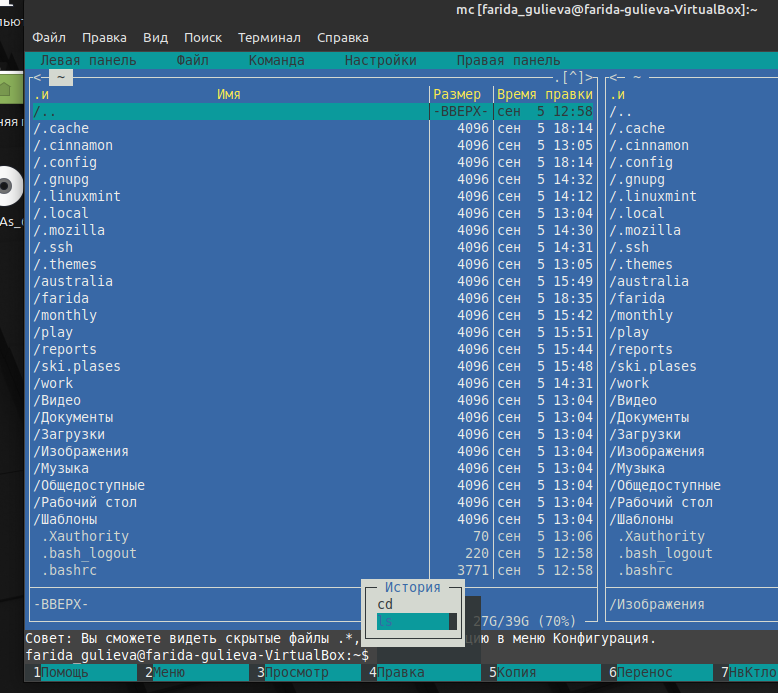 mc [farida_gulieva@farida-gulieva-VirtualBox]:~
Файл Правка Вид Поиск Терминал Справка
Левая панель Файл Команда Настройки Правая панель
<─ ~ .[^]> <─ ~
.и Имя Размер Время правки .и
/.. -ВВЕРХ- сен 5 12:58 /..
/.cache 4096 сен 5 18:14 /.cache
/.cinnamon 4096 сен 5 13:05 /.cinnamon
/.config 4096 сен 5 18:14 /.config
/.gnupg 4096 сен 5 14:32 /.gnupg
/.linuxmint 4096 сен 5 14:12 /.linuxmint
/.local 4096 сен 5 13:04 /.local
/.mozilla 4096 сен 5 14:30 /.mozilla
/.ssh 4096 сен 5 14:31 /.ssh
/.themes 4096 сен 5 13:05 /.themes
/australia 4096 сен 5 15:49 /australia
/farida 4096 сен 5 18:35 /farida
/monthly 4096 сен 5 15:42 /monthly
/play 4096 сен 5 15:51 /play
/reports 4096 сен 5 15:44 /reports
/ski.plases 4096 сен 5 15:48 /ski.plases
/work 4096 сен 5 14:31 /work
/Видео 4096 сен 5 13:04 /Видео
/Документы 4096 сен 5 13:04 /Документы
/Загрузки 4096 сен 5 13:04 /Загрузки
/Изображения 4096 сен 5 13:04 /Изображения
/Музыка 4096 сен 5 13:04 /Музыка
/Общедоступные 4096 сен 5 13:04 /Общедоступные
/Рабочий стол 4096 сен 5 13:04 /Рабочий стол
/Шаблоны 4096 сен 5 13:04 /Шаблоны
.Xauthority 70 сен 5 13:06 .Xauthority
.bash_logout 220 сен 5 12:58 .bash_logout
.bashrc 3771 сен 5 12:58 .bashrc
История
cd
ls
-ВВЕРХ- /Изображения
27G/39G (70%)
Совет: Вы сможете видеть скрытые файлы .*, цию в меню Конфигурация.
farida_gulieva@farida-gulieva-VirtualBox:~$
1Помощь 2Меню 3Просмотр 4Правка 5Копия 6Перенос 7НвКтло